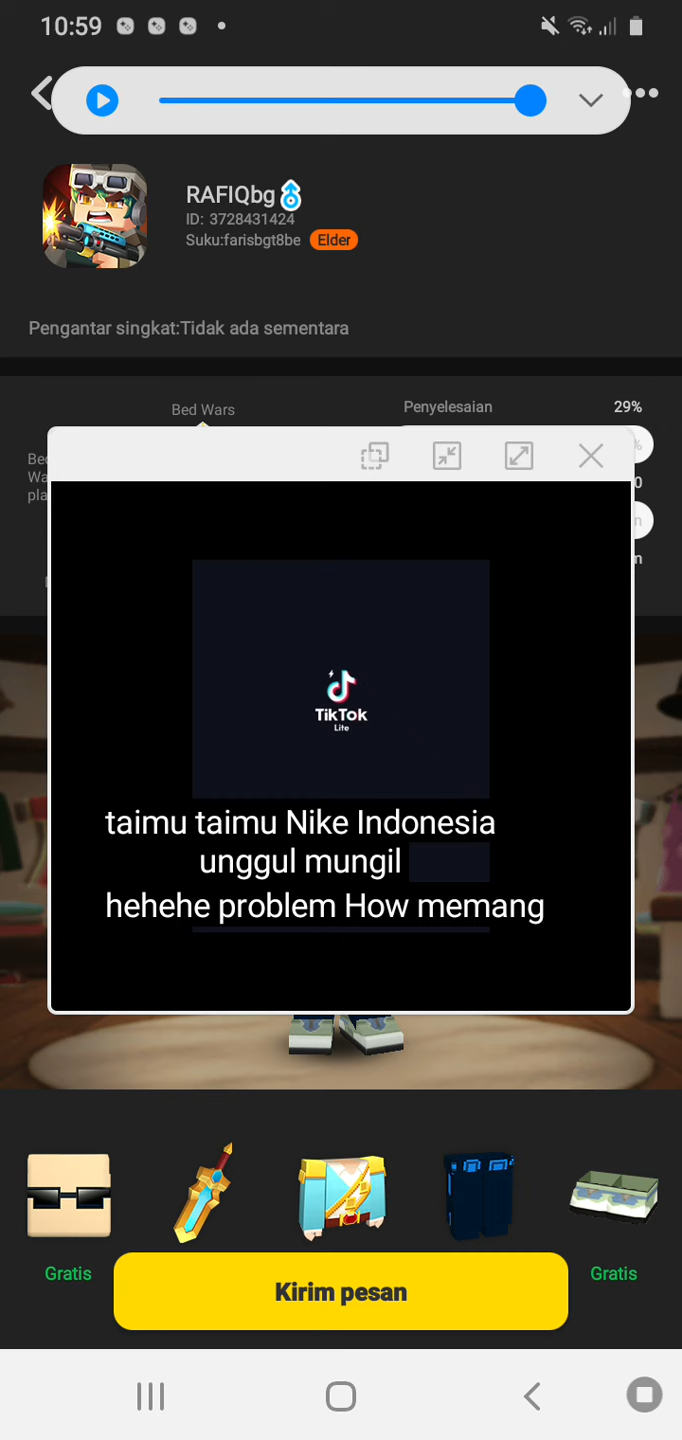 10:59
RAFIQbg
ID: 3728431424
Suku:farisbgt8be Elder
Pengantar singkat:Tidak ada sementara
Bed Wars
Penyelesaian 29%
TikTok
Lite
taimu taimu Nike Indonesia
unggul mungil
hehehe problem How memang
Gratis
Gratis
Kirim pesan